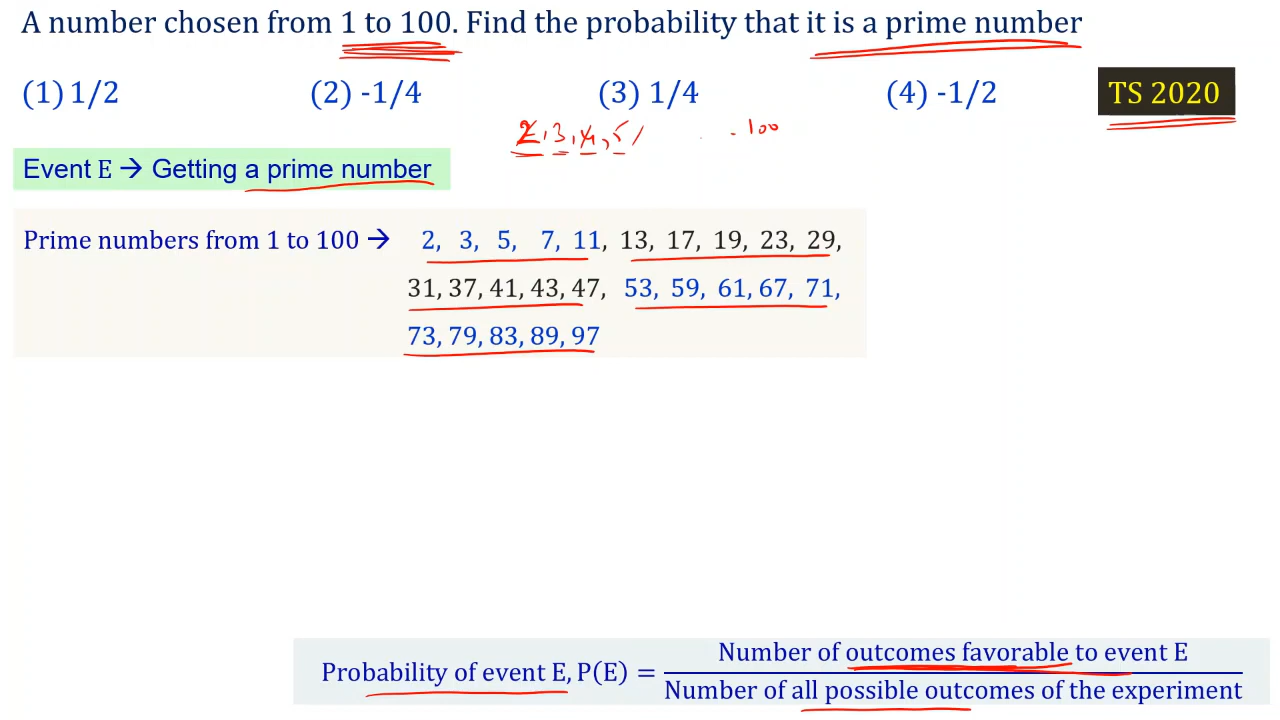 A number chosen from 1 to 100. Find the probability that it is a prime number
(1) 1/2 (2) -1/4 (3) 1/4 (4) -1/2 TS 2020
2, 3, 4, 5, . . 100
Event E → Getting a prime number
Prime numbers from 1 to 100 → 2, 3, 5, 7, 11, 13, 17, 19, 23, 29,
31, 37, 41, 43, 47, 53, 59, 61, 67, 71,
73, 79, 83, 89, 97
Number of outcomes favorable to event E
Probability of event E, P(E) =
Number of all possible outcomes of the experiment